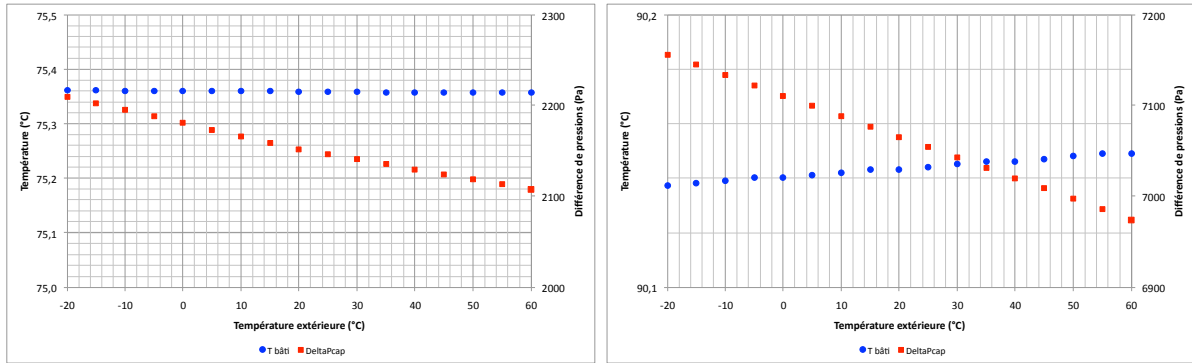 75,5
75,4
75,3
75,2
75,1
75,0
Température (°C)
2300
2200
2100
2000
Différence de pressions (Pa)
-20 -10 0 10 20 30 40 50 60
Température extérieure (°C)
T bâti DeltaPcap
90,2
90,1
Température (°C)
7200
7100
7000
6900
Différence de pressions (Pa)
-20 -10 0 10 20 30 40 50 60
Température extérieure (°C)
T bâti DeltaPcap